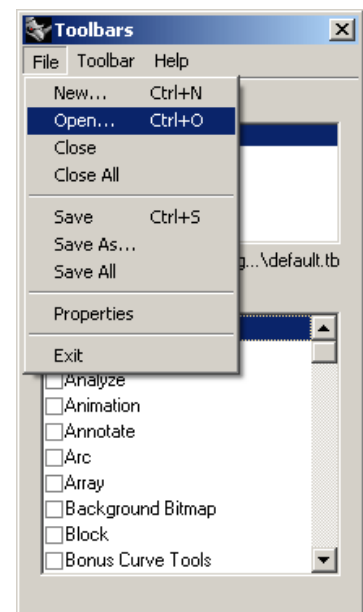 Toolbars
File Toolbar Help
New... Ctrl+N
Open... Ctrl+O
Close
Close All
Save Ctrl+S
Save As...
g...\default.tb
Save All
Properties
Exit
Analyze
Animation
Annotate
Arc
Array
Background Bitmap
Block
Bonus Curve Tools